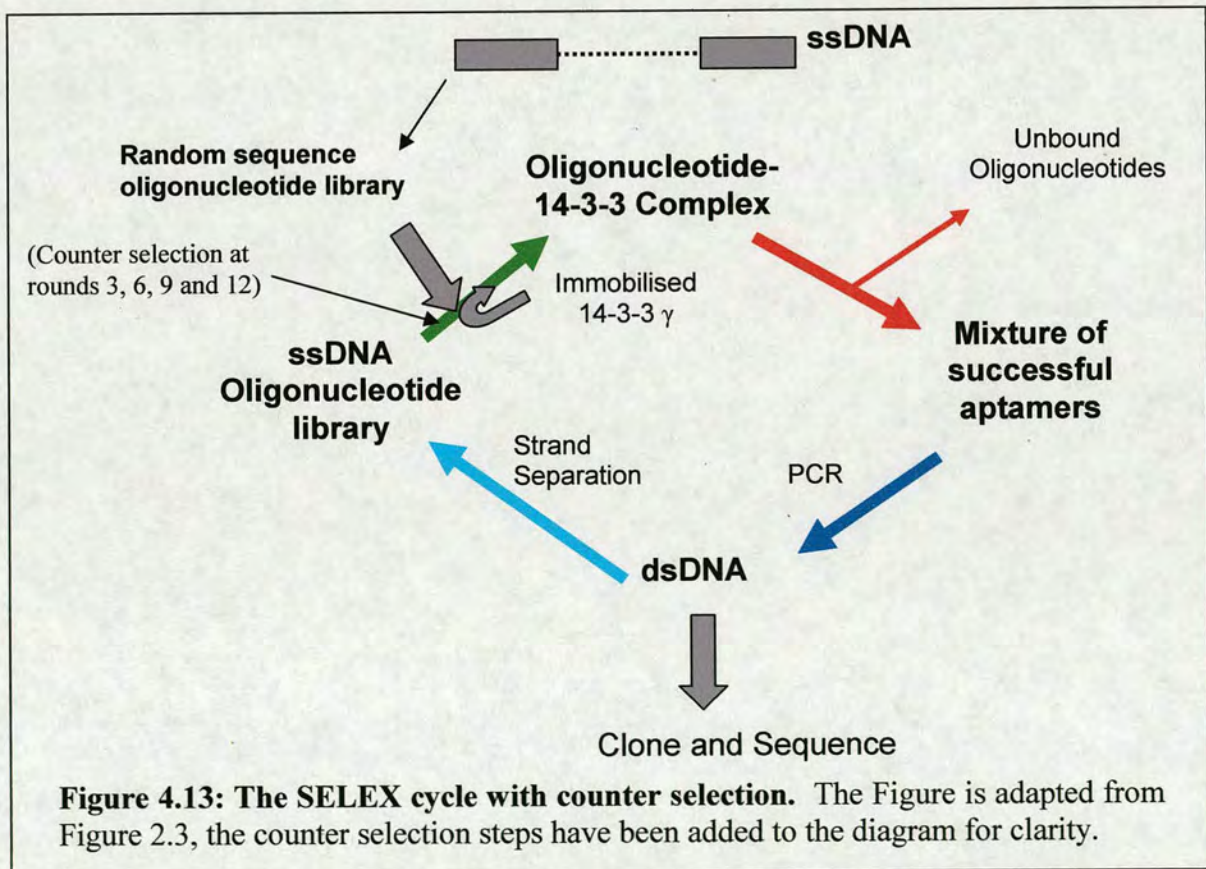 ssDNA
Random sequence
oligonucleotide library
Oligonucleotide-
14-3-3 Complex
Unbound
Oligonucleotides
(Counter selection at
rounds 3, 6, 9 and 12)
Immobilised
14-3-3 γ
ssDNA
Oligonucleotide
library
Mixture of
successful
aptamers
Strand
Separation
PCR
dsDNA
Clone and Sequence
Figure 4.13: The SELEX cycle with counter selection. The Figure is adapted from
Figure 2.3, the counter selection steps have been added to the diagram for clarity.